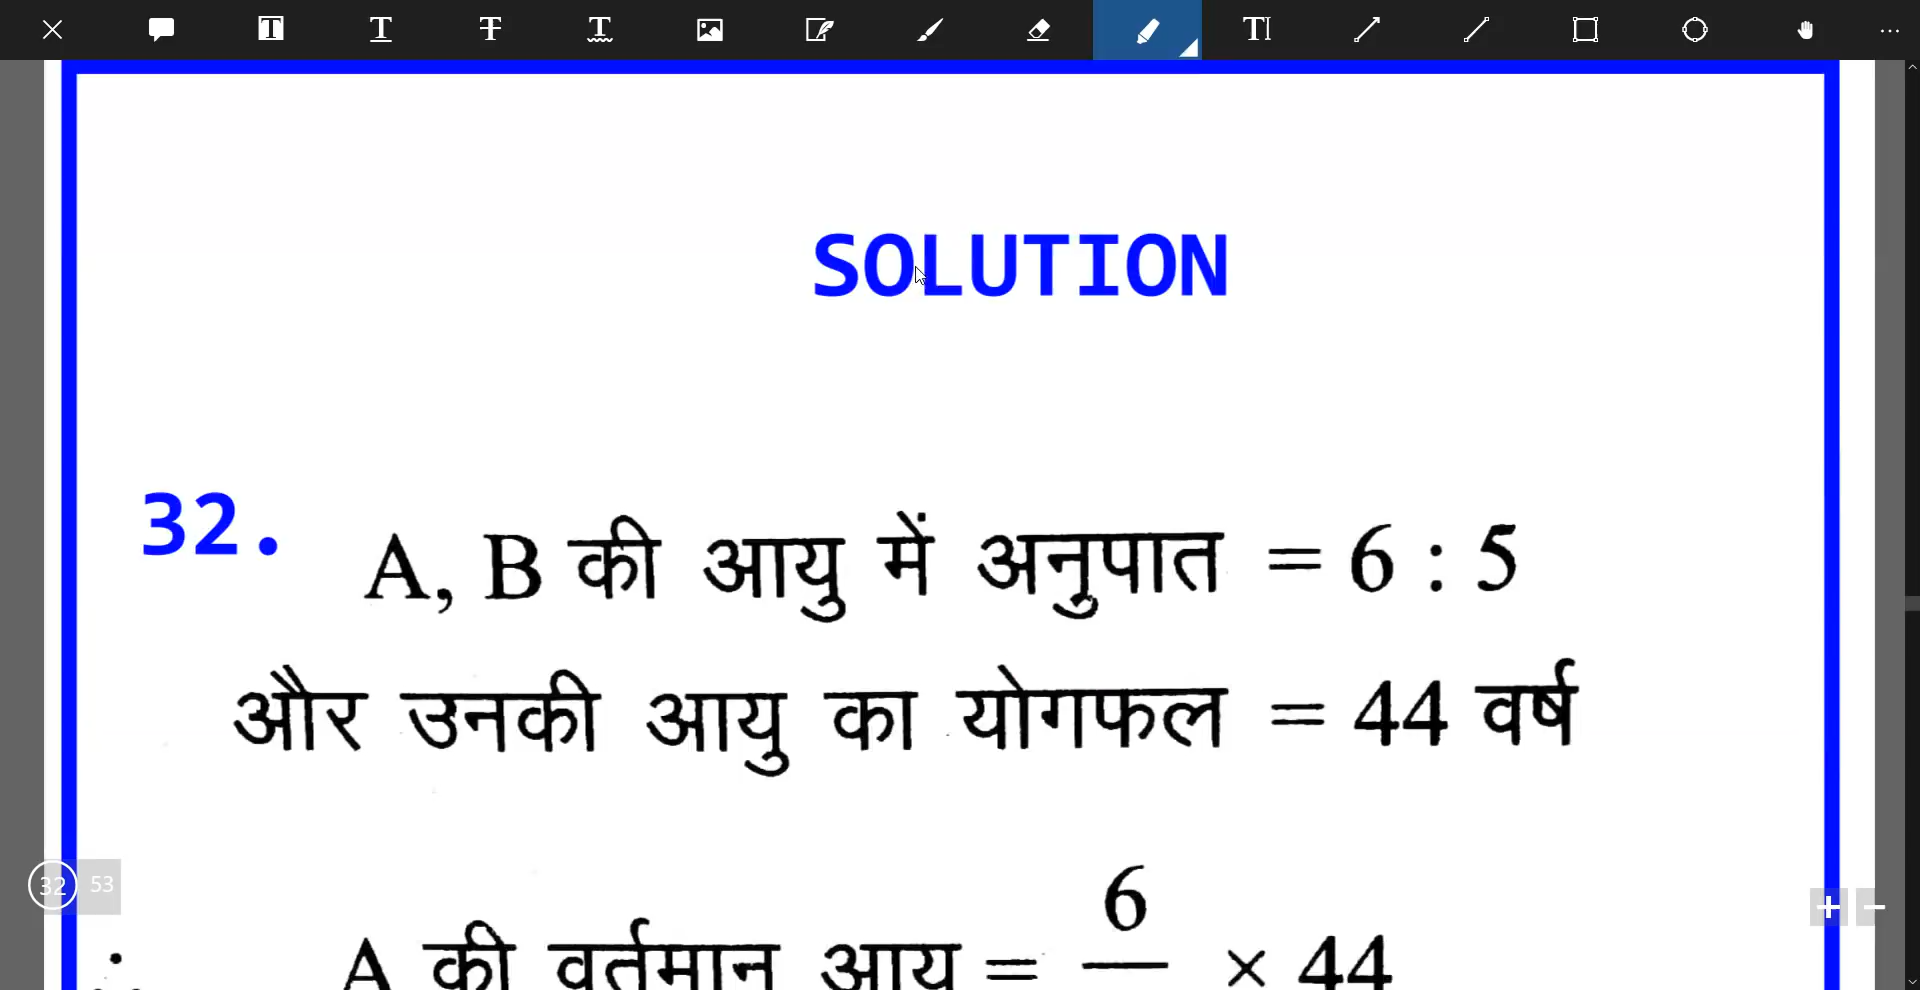 SOLUTION
32. A, B की आयु में अनुपात = 6 : 5
और उनकी आयु का योगफल = 44 वर्ष
6
∴ A की वर्तमान आयु = — × 44
32 53